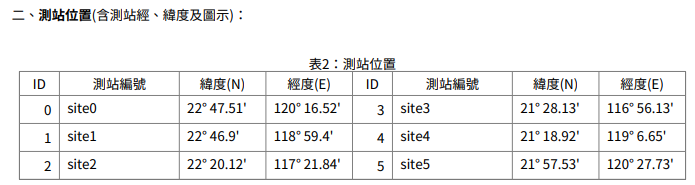 二、測站位置(含測站經、緯度及圖示)：
表2：測站位置
ID 測站編號 緯度(N) 經度(E) ID 測站編號 緯度(N) 經度(E)
0 site0 22° 47.51' 120° 16.52' 3 site3 21° 28.13' 116° 56.13'
1 site1 22° 46.9' 118° 59.4' 4 site4 21° 18.92' 119° 6.65'
2 site2 22° 20.12' 117° 21.84' 5 site5 21° 57.53' 120° 27.73'